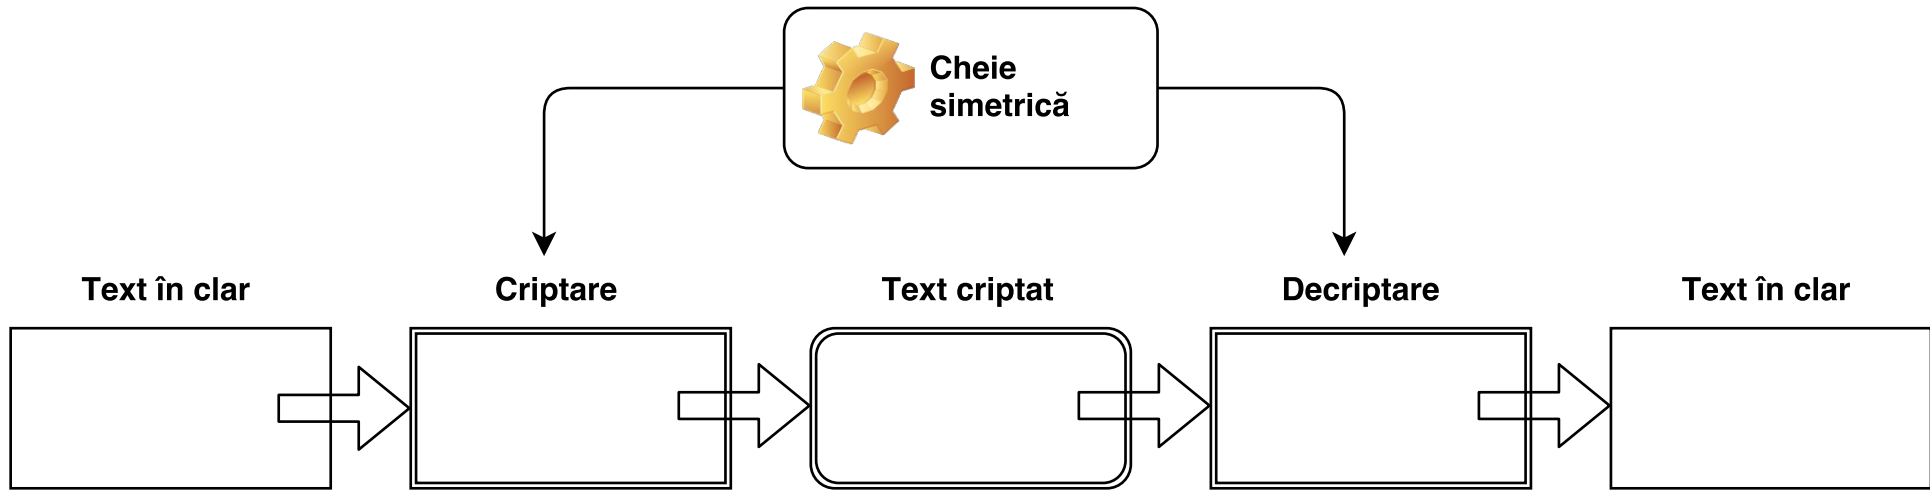 Cheie
simetrică
Text în clar
Criptare
Text criptat
Decriptare
Text în clar